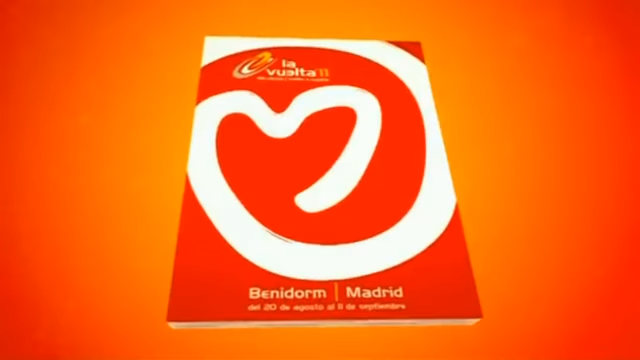 la
vuelta 11
Benidorm | Madrid
del 20 de agosto al 11 de septiembre